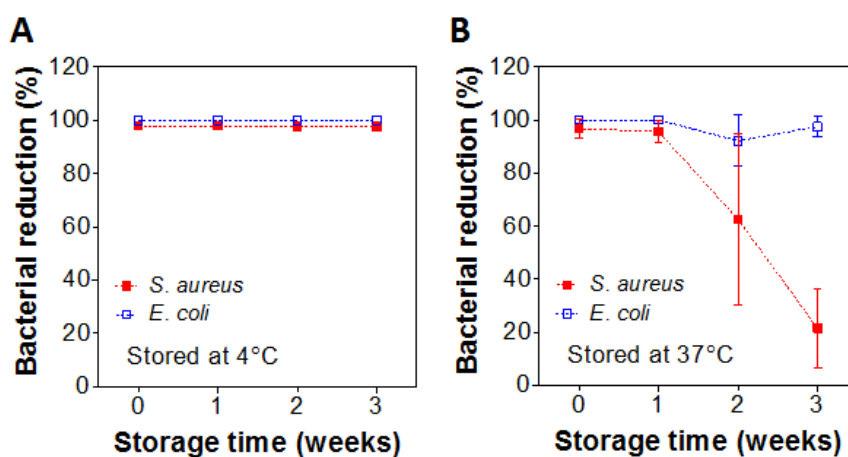 A
Bacterial reduction (%)
120
100
80
60
40
20
0
S. aureus
E. coli
Stored at 4°C
0 1 2 3
Storage time (weeks)
B
Bacterial reduction (%)
120
100
80
60
40
20
0
S. aureus
E. coli
Stored at 37°C
0 1 2 3
Storage time (weeks)